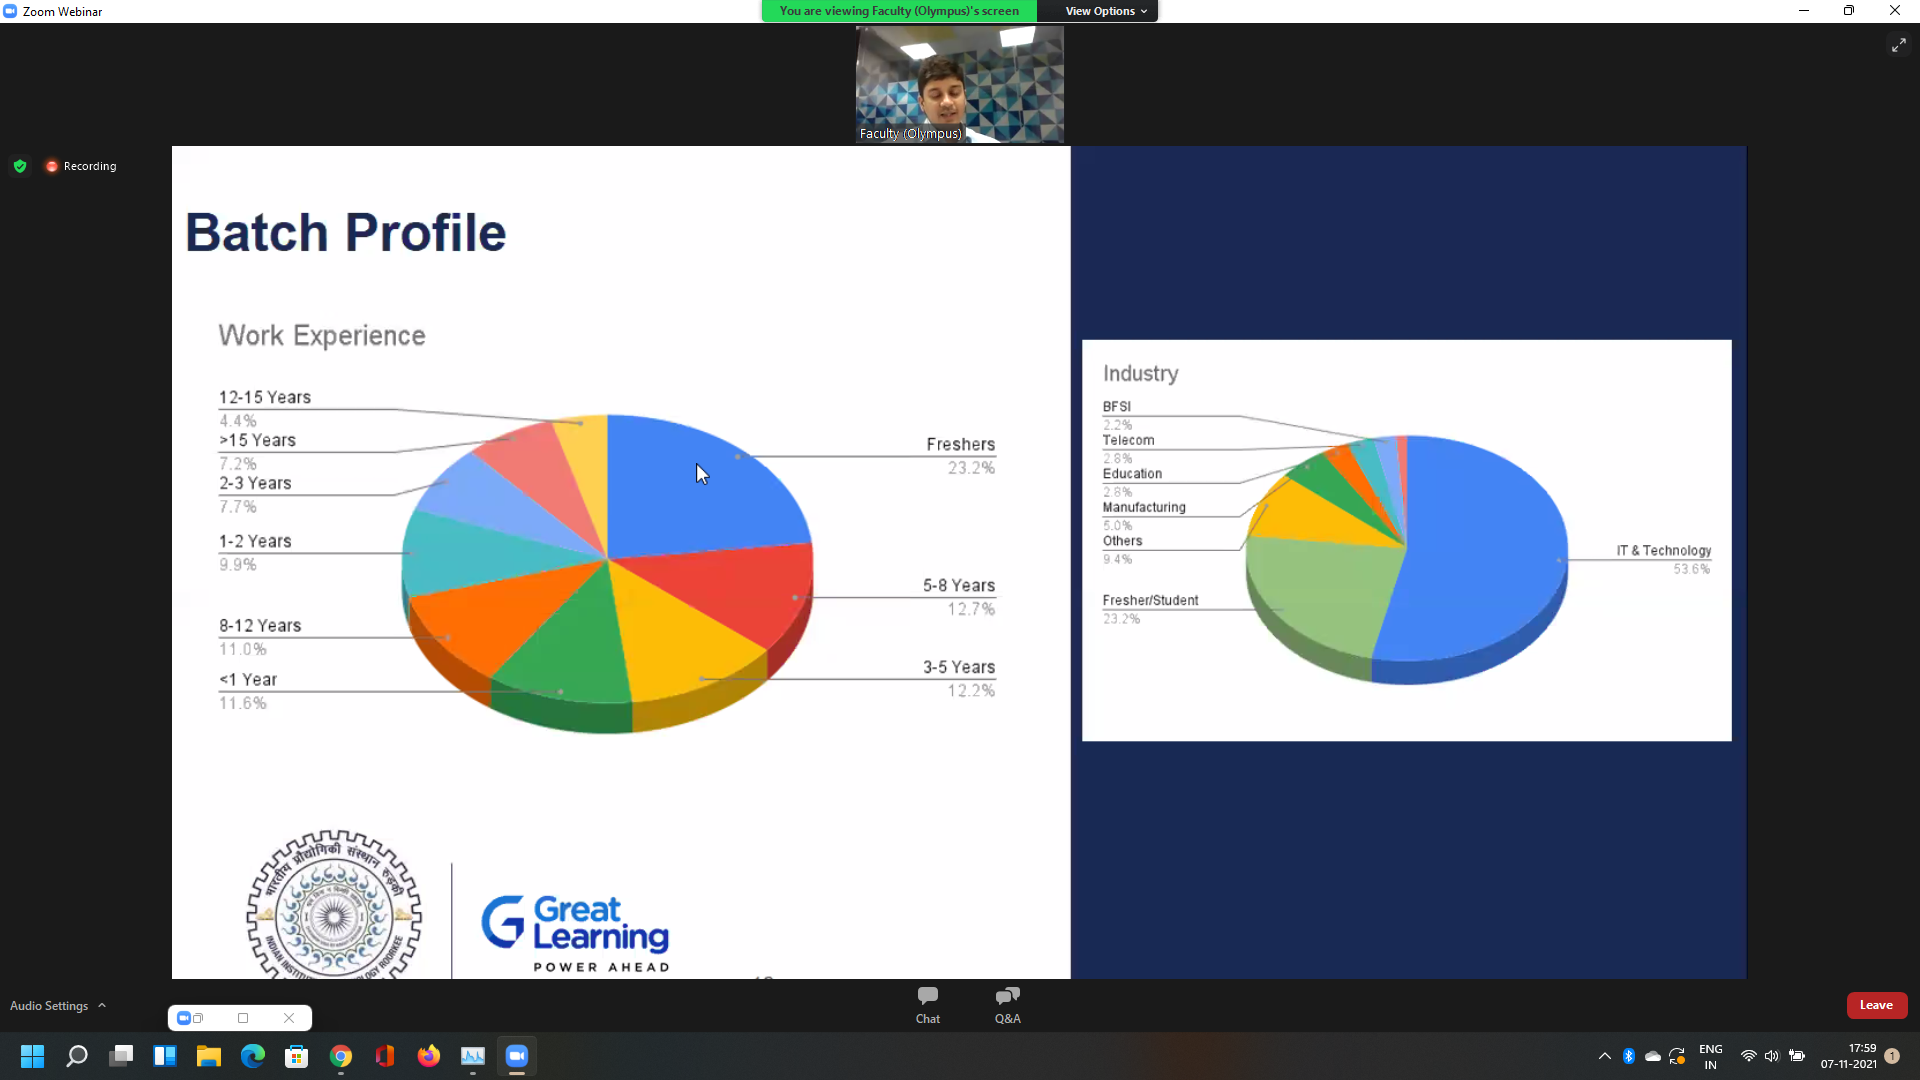 Zoom Webinar
You are viewing Faculty (Olympus)'s screen
View Options
Faculty (Olympus)
Recording
Batch Profile
Work Experience
12-15 Years
4.4%
>15 Years
7.2%
2-3 Years
7.7%
1-2 Years
9.9%
8-12 Years
11.0%
<1 Year
11.6%
Freshers
23.2%
5-8 Years
12.7%
3-5 Years
12.2%
Industry
BFSI
2.2%
Telecom
2.8%
Education
2.8%
Manufacturing
5.0%
Others
9.4%
Fresher/Student
23.2%
IT & Technology
53.6%
भारतीय प्रौद्योगिकी संस्थान रुड़की
Great
Learning
POWER AHEAD
Audio Settings
Chat
Q&A
Leave
ENG
IN
17:59
07-11-2021
1